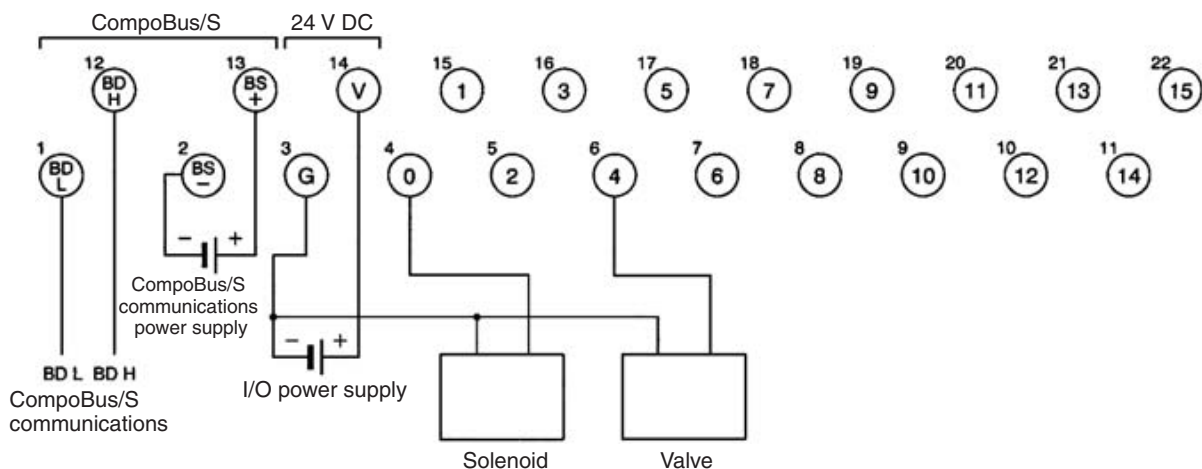 CompoBus/S 24 V DC
12 13 14 15 16 17 18 19 20 21 22
BD H BS + V 1 3 5 7 9 11 13 15
1 2 3 4 5 6 7 8 9 10 11
BD L BS – G 0 2 4 6 8 10 12 14
– +
CompoBus/S
communications
power supply
– +
I/O power supply
BD L BD H
CompoBus/S
communications
Solenoid Valve